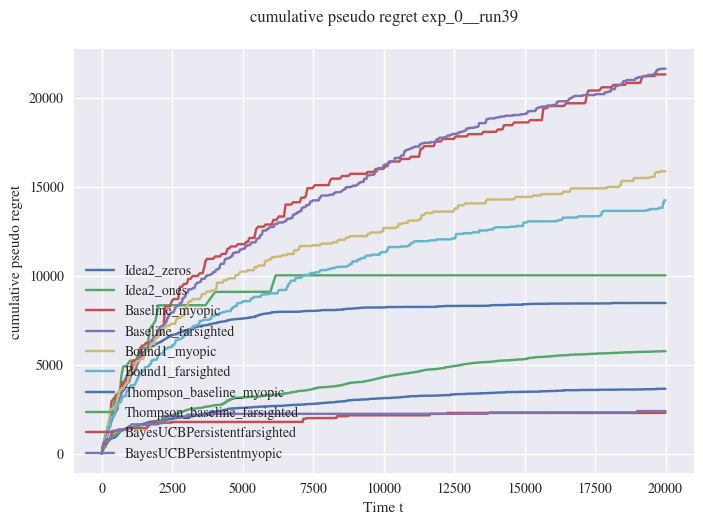 cumulative pseudo regret exp_0__run39
cumulative pseudo regret
20000
15000
10000
5000
0
Idea2_zeros
Idea2_ones
Baseline_myopic
Baseline_farsighted
Bound1_myopic
Bound1_farsighted
Thompson_baseline_myopic
Thompson_baseline_farsighted
BayesUCBPersistentfarsighted
BayesUCBPersistentmyopic
0 2500 5000 7500 10000 12500 15000 17500 20000
Time t